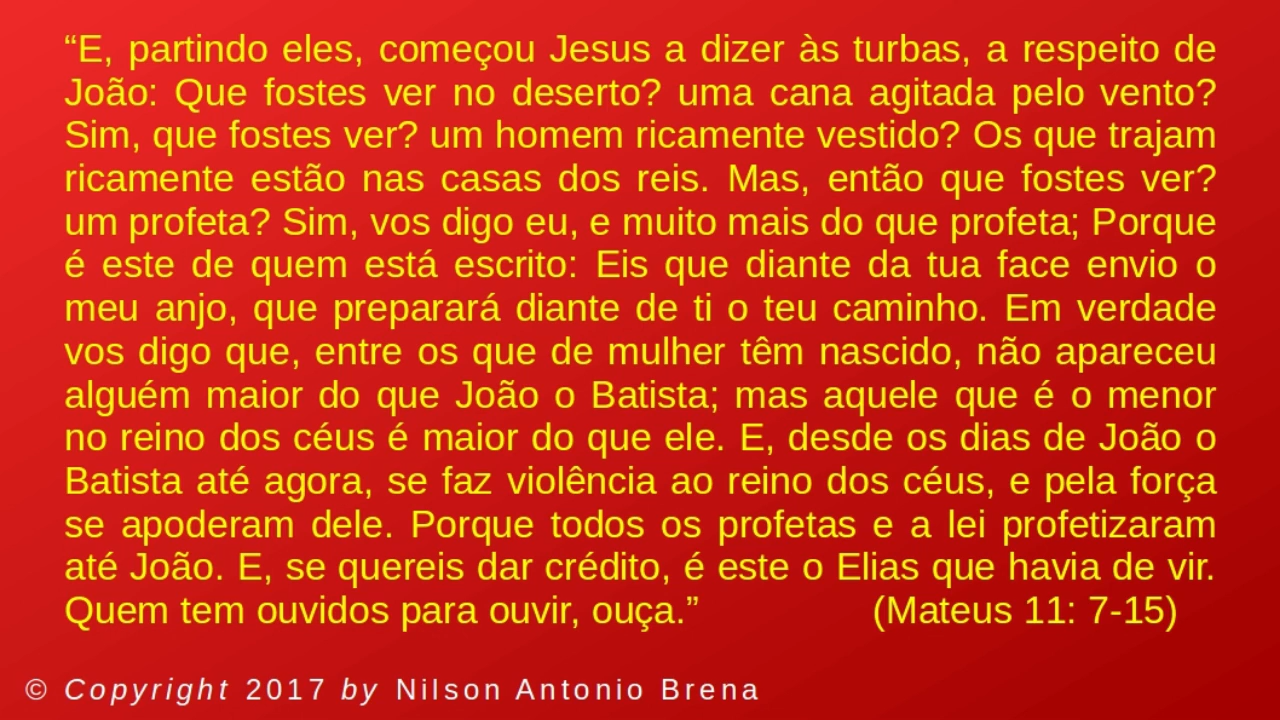 “E, partindo eles, começou Jesus a dizer às turbas, a respeito de
João: Que fostes ver no deserto? uma cana agitada pelo vento?
Sim, que fostes ver? um homem ricamente vestido? Os que trajam
ricamente estão nas casas dos reis. Mas, então que fostes ver?
um profeta? Sim, vos digo eu, e muito mais do que profeta; Porque
é este de quem está escrito: Eis que diante da tua face envio o
meu anjo, que preparará diante de ti o teu caminho. Em verdade
vos digo que, entre os que de mulher têm nascido, não apareceu
alguém maior do que João o Batista; mas aquele que é o menor
no reino dos céus é maior do que ele. E, desde os dias de João o
Batista até agora, se faz violência ao reino dos céus, e pela força
se apoderam dele. Porque todos os profetas e a lei profetizaram
até João. E, se quereis dar crédito, é este o Elias que havia de vir.
Quem tem ouvidos para ouvir, ouça.” (Mateus 11: 7-15)
© Copyright 2017 by Nilson Antonio Brena